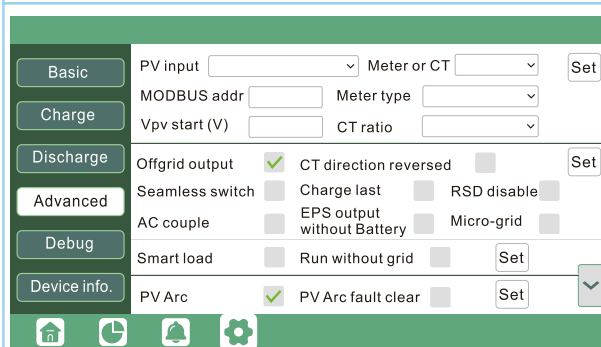 Basic
Charge
Discharge
Advanced
Debug
Device info.
PV input
Meter or CT
Set
MODBUS addr
Meter type
Vpv start (V)
CT ratio
Offgrid output
CT direction reversed
Set
Seamless switch
Charge last
RSD disable
AC couple
EPS output
without Battery
Micro-grid
Smart load
Run without grid
Set
PV Arc
PV Arc fault clear
Set